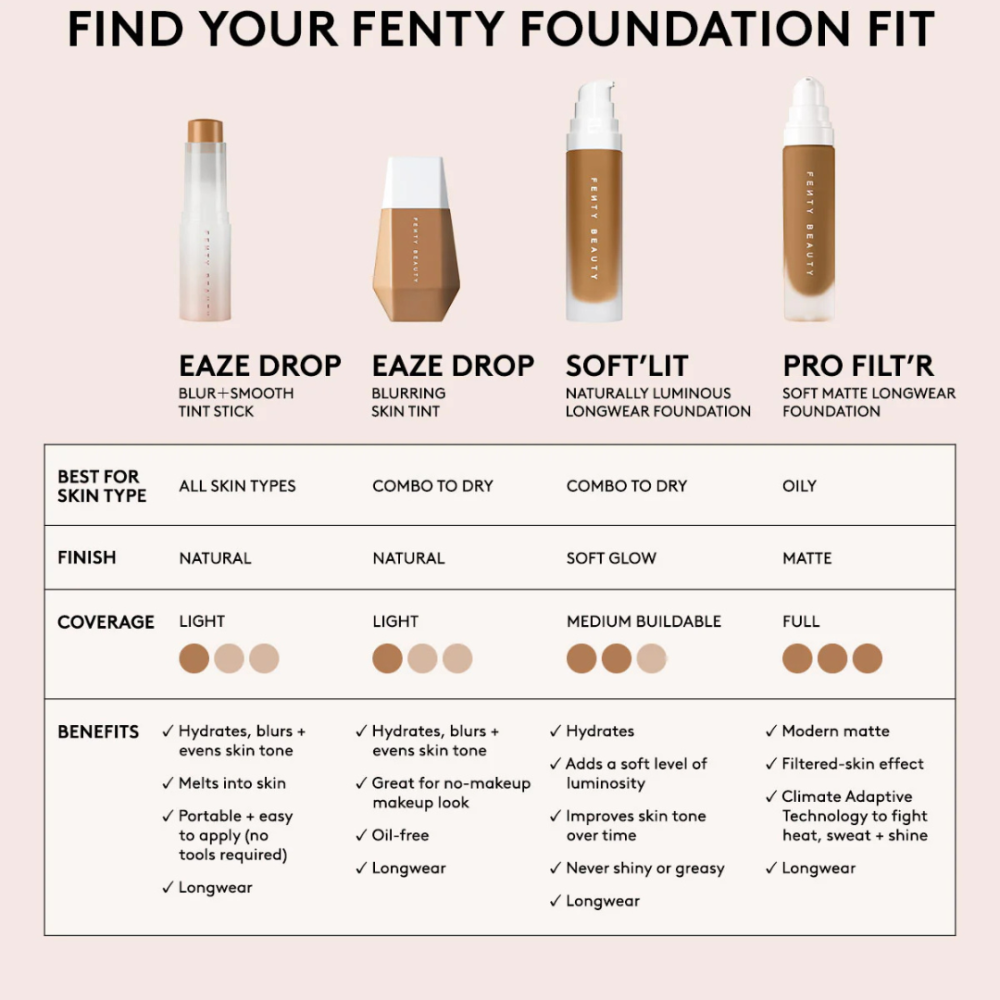 FIND YOUR FENTY FOUNDATION FIT
FENTY BEAUTY
FENTY BEAUTY
FENTY BEAUTY
FENTY BEAUTY
EAZE DROP
BLUR+SMOOTH
TINT STICK
EAZE DROP
BLURRING
SKIN TINT
SOFT'LIT
NATURALLY LUMINOUS
LONGWEAR FOUNDATION
PRO FILT'R
SOFT MATTE LONGWEAR
FOUNDATION
BEST FOR
SKIN TYPE
ALL SKIN TYPES
COMBO TO DRY
COMBO TO DRY
OILY
FINISH
NATURAL
NATURAL
SOFT GLOW
MATTE
COVERAGE
LIGHT
LIGHT
MEDIUM BUILDABLE
FULL
BENEFITS
✓ Hydrates, blurs +
evens skin tone
✓ Melts into skin
✓ Portable + easy
to apply (no
tools required)
✓ Longwear
✓ Hydrates, blurs +
evens skin tone
✓ Great for no-makeup
makeup look
✓ Oil-free
✓ Longwear
✓ Hydrates
✓ Adds a soft level of
luminosity
✓ Improves skin tone
over time
✓ Never shiny or greasy
✓ Longwear
✓ Modern matte
✓ Filtered-skin effect
✓ Climate Adaptive
Technology to fight
heat, sweat + shine
✓ Longwear